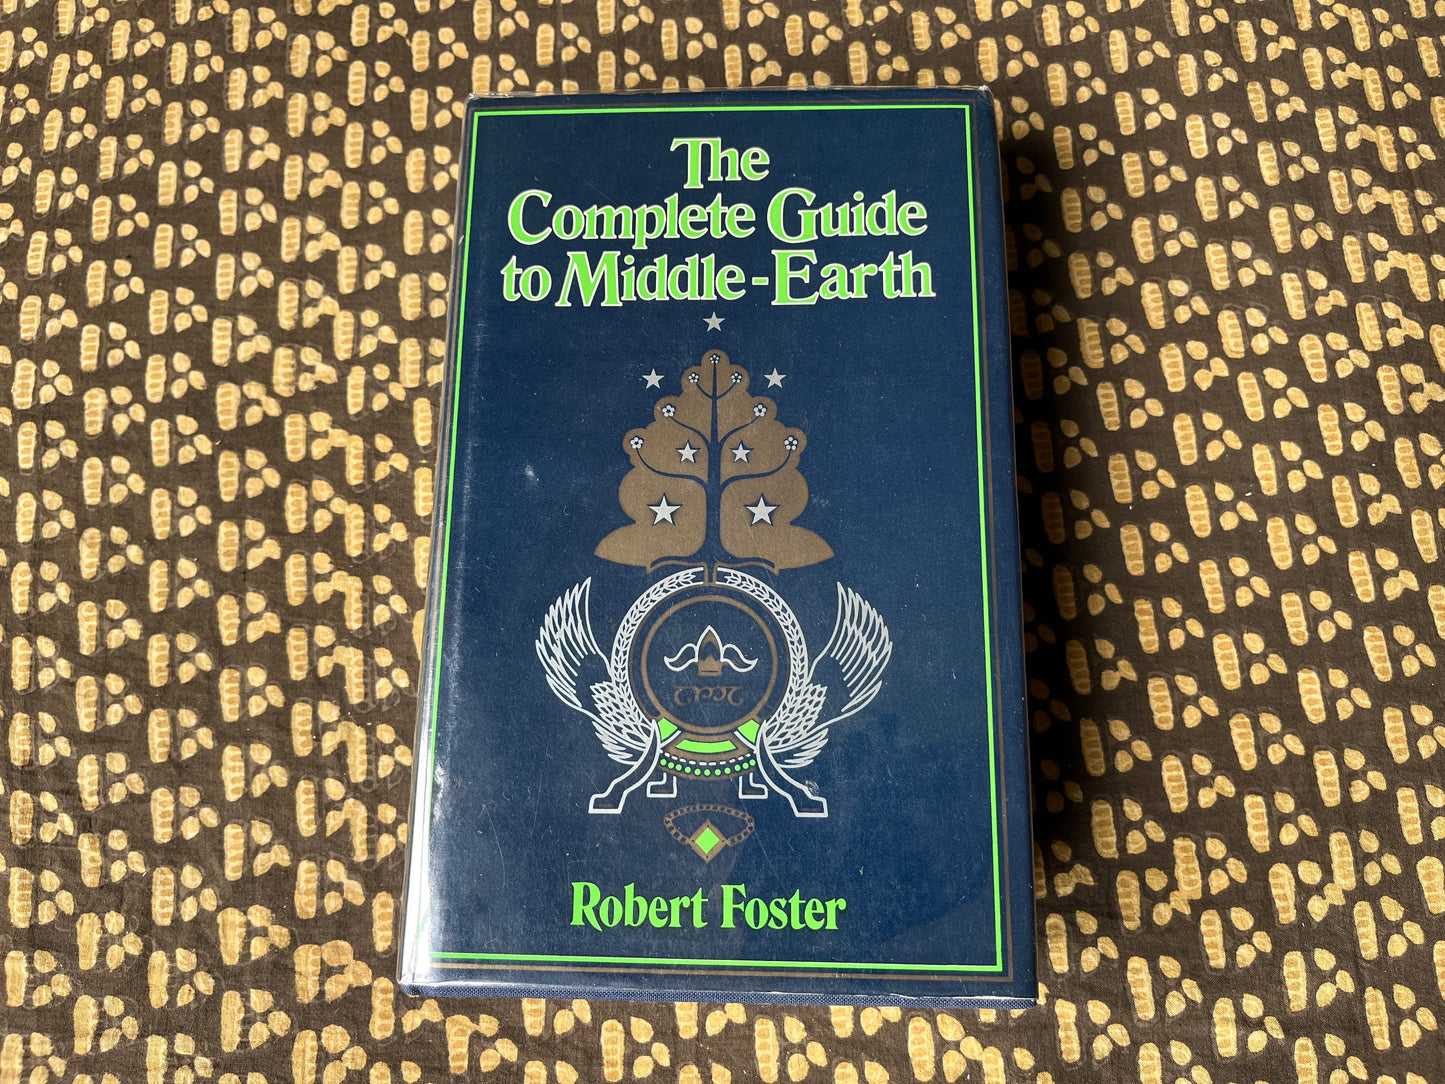 The
Complete Guide
to Middle-Earth
Robert Foster